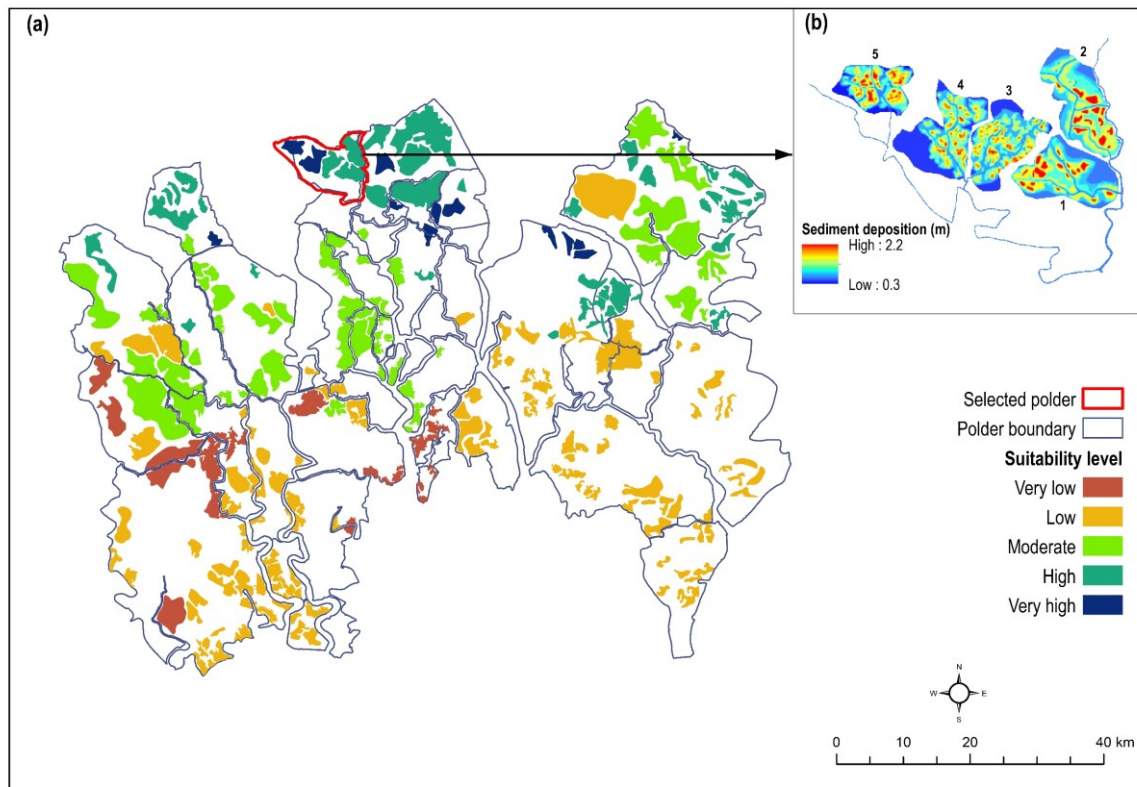 (a)
(b)
5
2
4
3
1
Sediment deposition (m)
High : 2.2
Low : 0.3
Selected polder
Polder boundary
Suitability level
Very low
Low
Moderate
High
Very high
N
W E
S
0 10 20 40 km